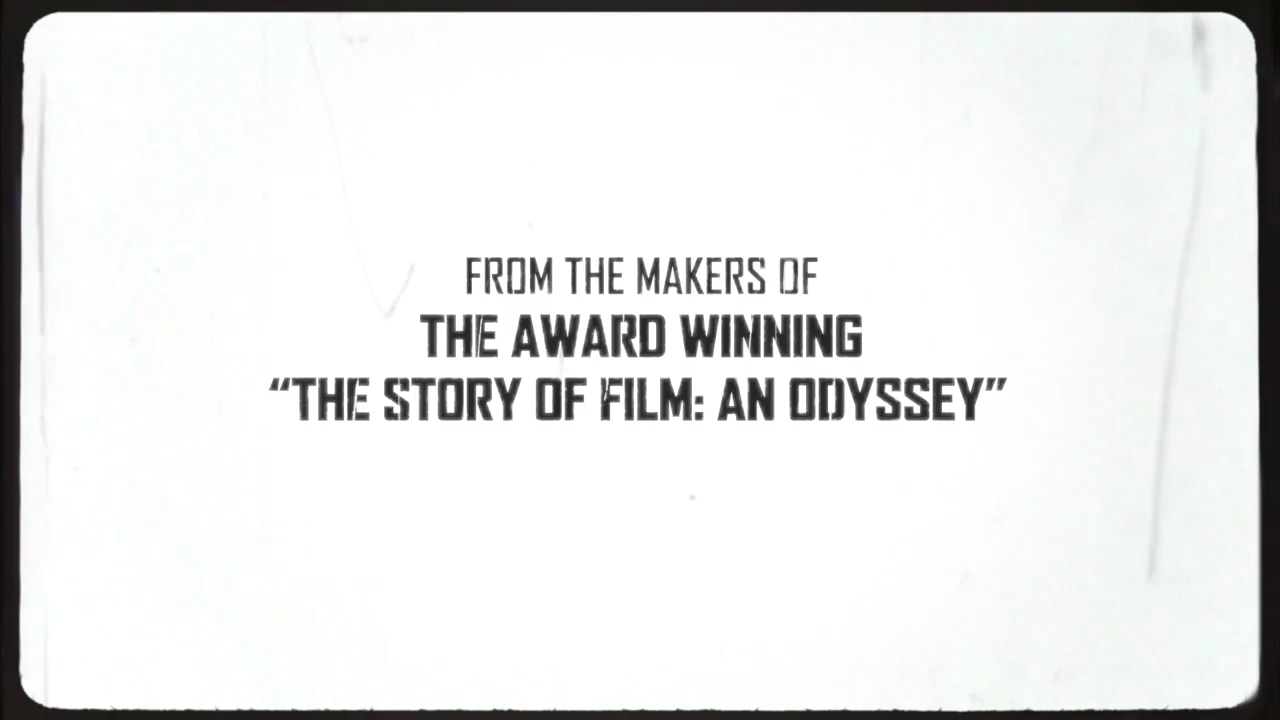 FROM THE MAKERS OF
THE AWARD WINNING
“THE STORY OF FILM: AN ODYSSEY”